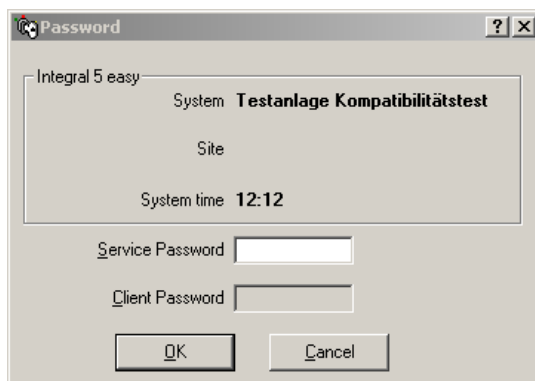 Password
Integral 5 easy
System Testanlage Kompatibilitätstest
Site
System time 12:12
Service Password
Client Password
OK Cancel